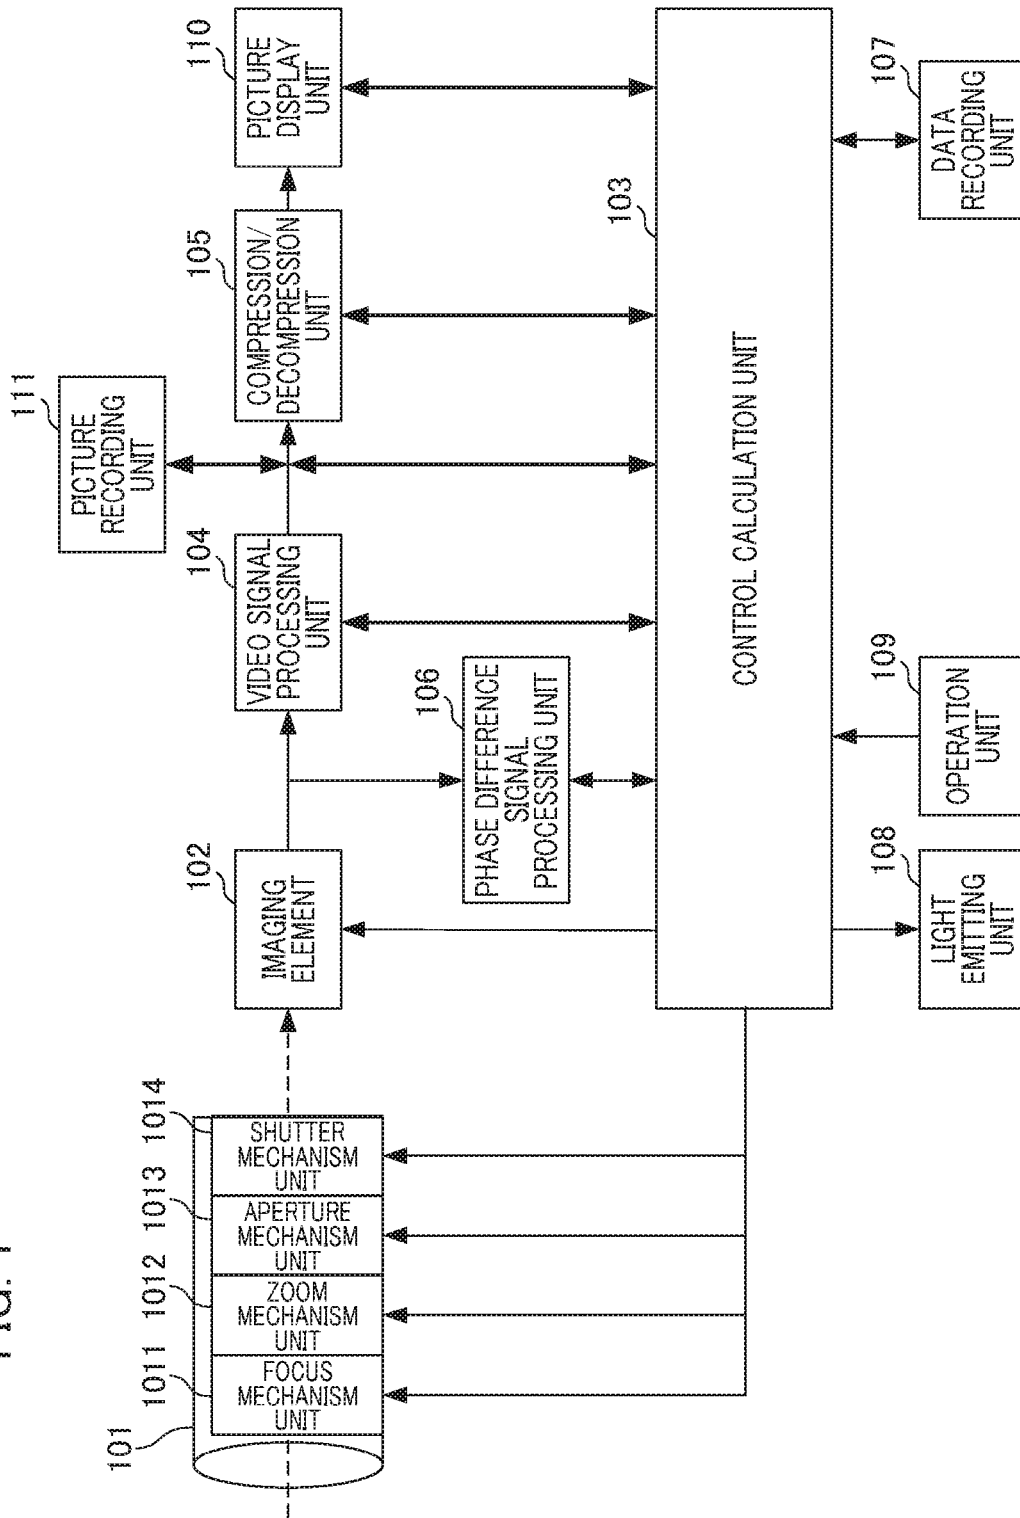 FIG. 1
101
1011
FOCUS
MECHANISM
UNIT
1012
ZOOM
MECHANISM
UNIT
1013
APERTURE
MECHANISM
UNIT
1014
SHUTTER
MECHANISM
UNIT
102
IMAGING
ELEMENT
104
VIDEO SIGNAL
PROCESSING
UNIT
111
PICTURE
RECORDING
UNIT
105
COMPRESSION/
DECOMPRESSION
UNIT
110
PICTURE
DISPLAY
UNIT
106
PHASE DIFFERENCE
SIGNAL
PROCESSING UNIT
103
CONTROL CALCULATION UNIT
108
LIGHT
EMITTING
UNIT
109
OPERATION
UNIT
107
DATA
RECORDING
UNIT